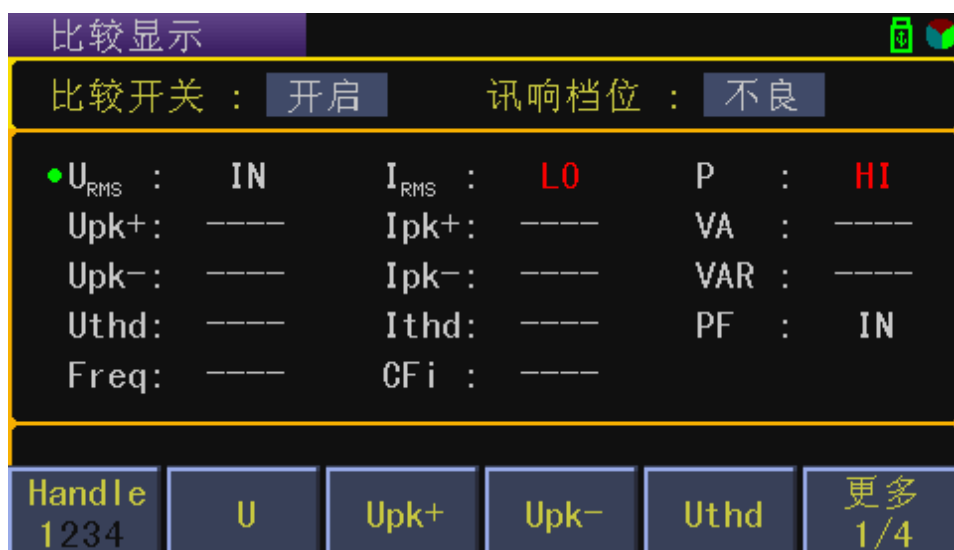 比较显示
比较开关 : 开启 讯响档位 : 不良
URMS : IN IRMS : LO P : HI
Upk+: ---- Ipk+: ---- VA : ----
Upk-: ---- Ipk-: ---- VAR : ----
Uthd: ---- Ithd: ---- PF : IN
Freq: ---- CFi : ----
Handle 1234 U Upk+ Upk- Uthd 更多 1/4